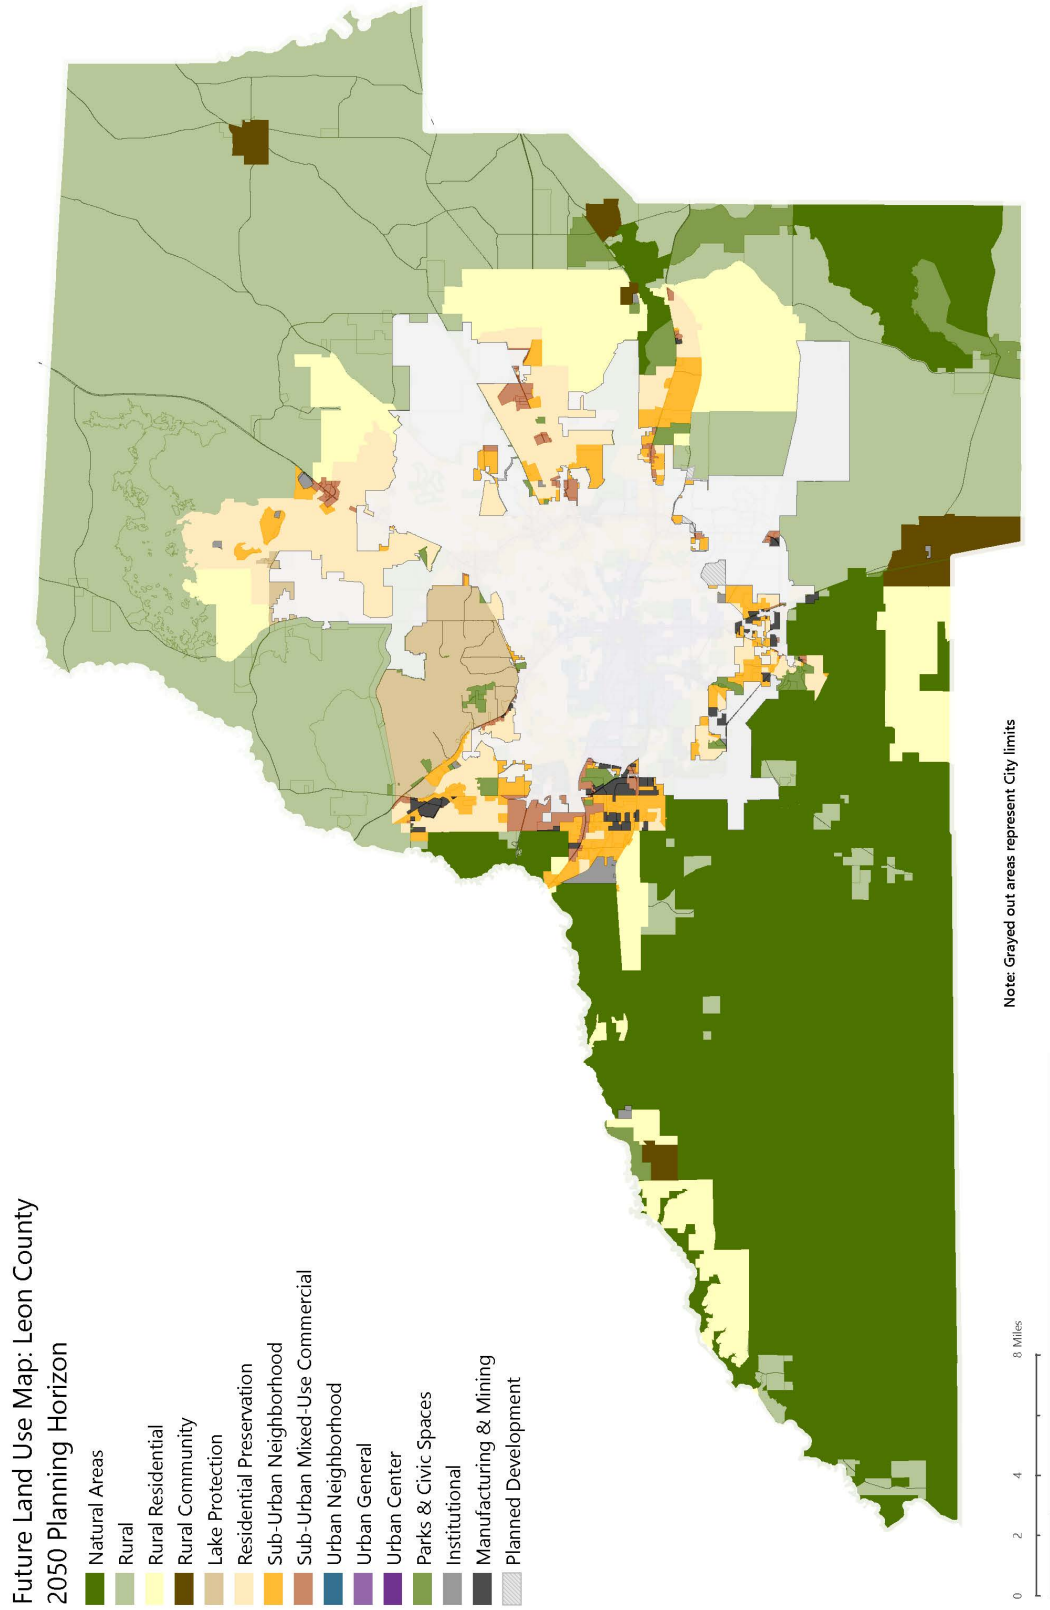 Future Land Use Map: Leon County
2050 Planning Horizon
Natural Areas
Rural
Rural Residential
Rural Community
Lake Protection
Residential Preservation
Sub-Urban Neighborhood
Sub-Urban Mixed-Use Commercial
Urban Neighborhood
Urban General
Urban Center
Parks & Civic Spaces
Institutional
Manufacturing & Mining
Planned Development
0 2 4 8 Miles
Note: Grayed out areas represent City limits